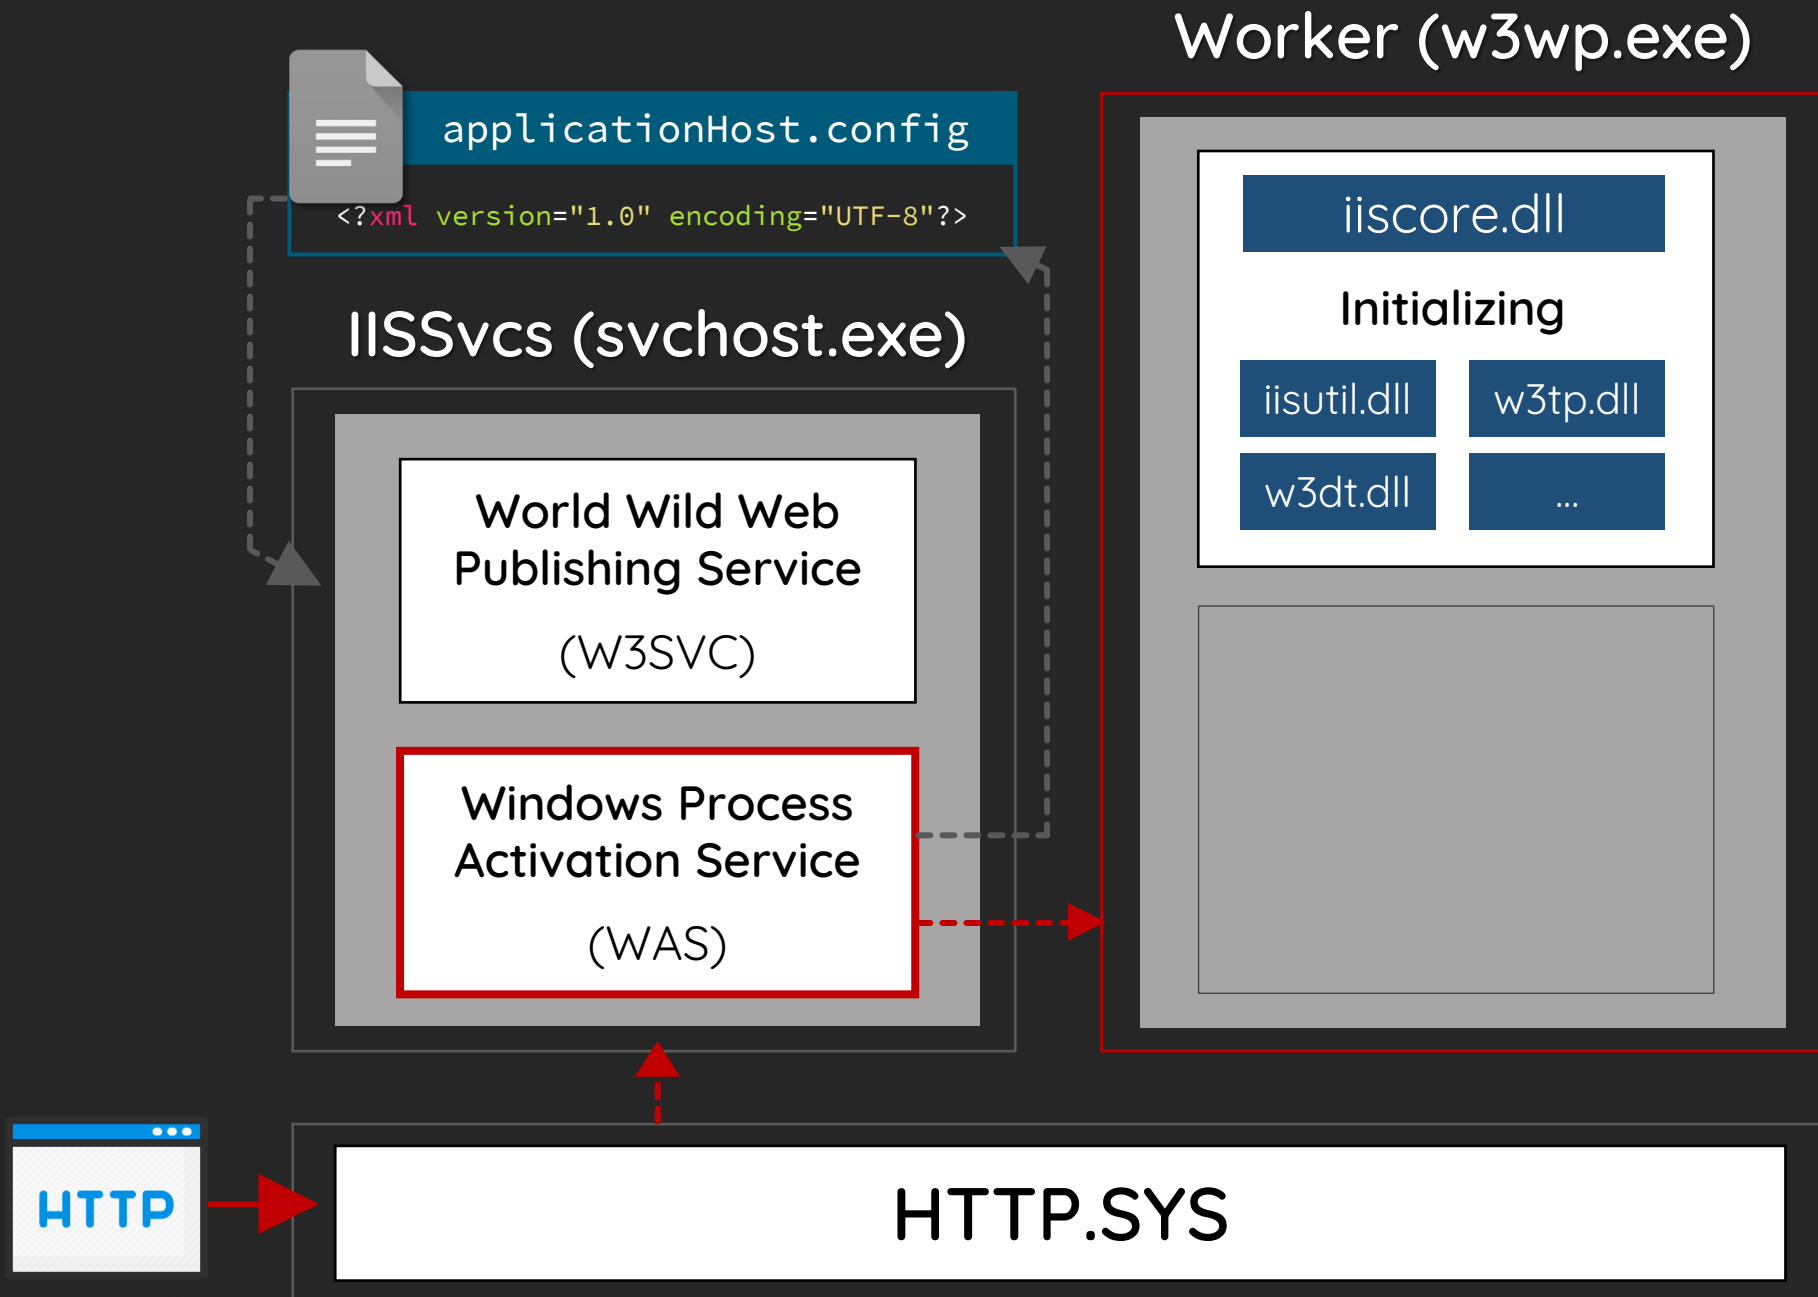 Worker (w3wp.exe)
applicationHost.config
<?xml version="1.0" encoding="UTF-8"?>
iiscore.dll
Initializing
iisutil.dll
w3tp.dll
w3dt.dll
...
IISSvcs (svchost.exe)
World Wild Web
Publishing Service
(W3SVC)
Windows Process
Activation Service
(WAS)
HTTP
HTTP.SYS